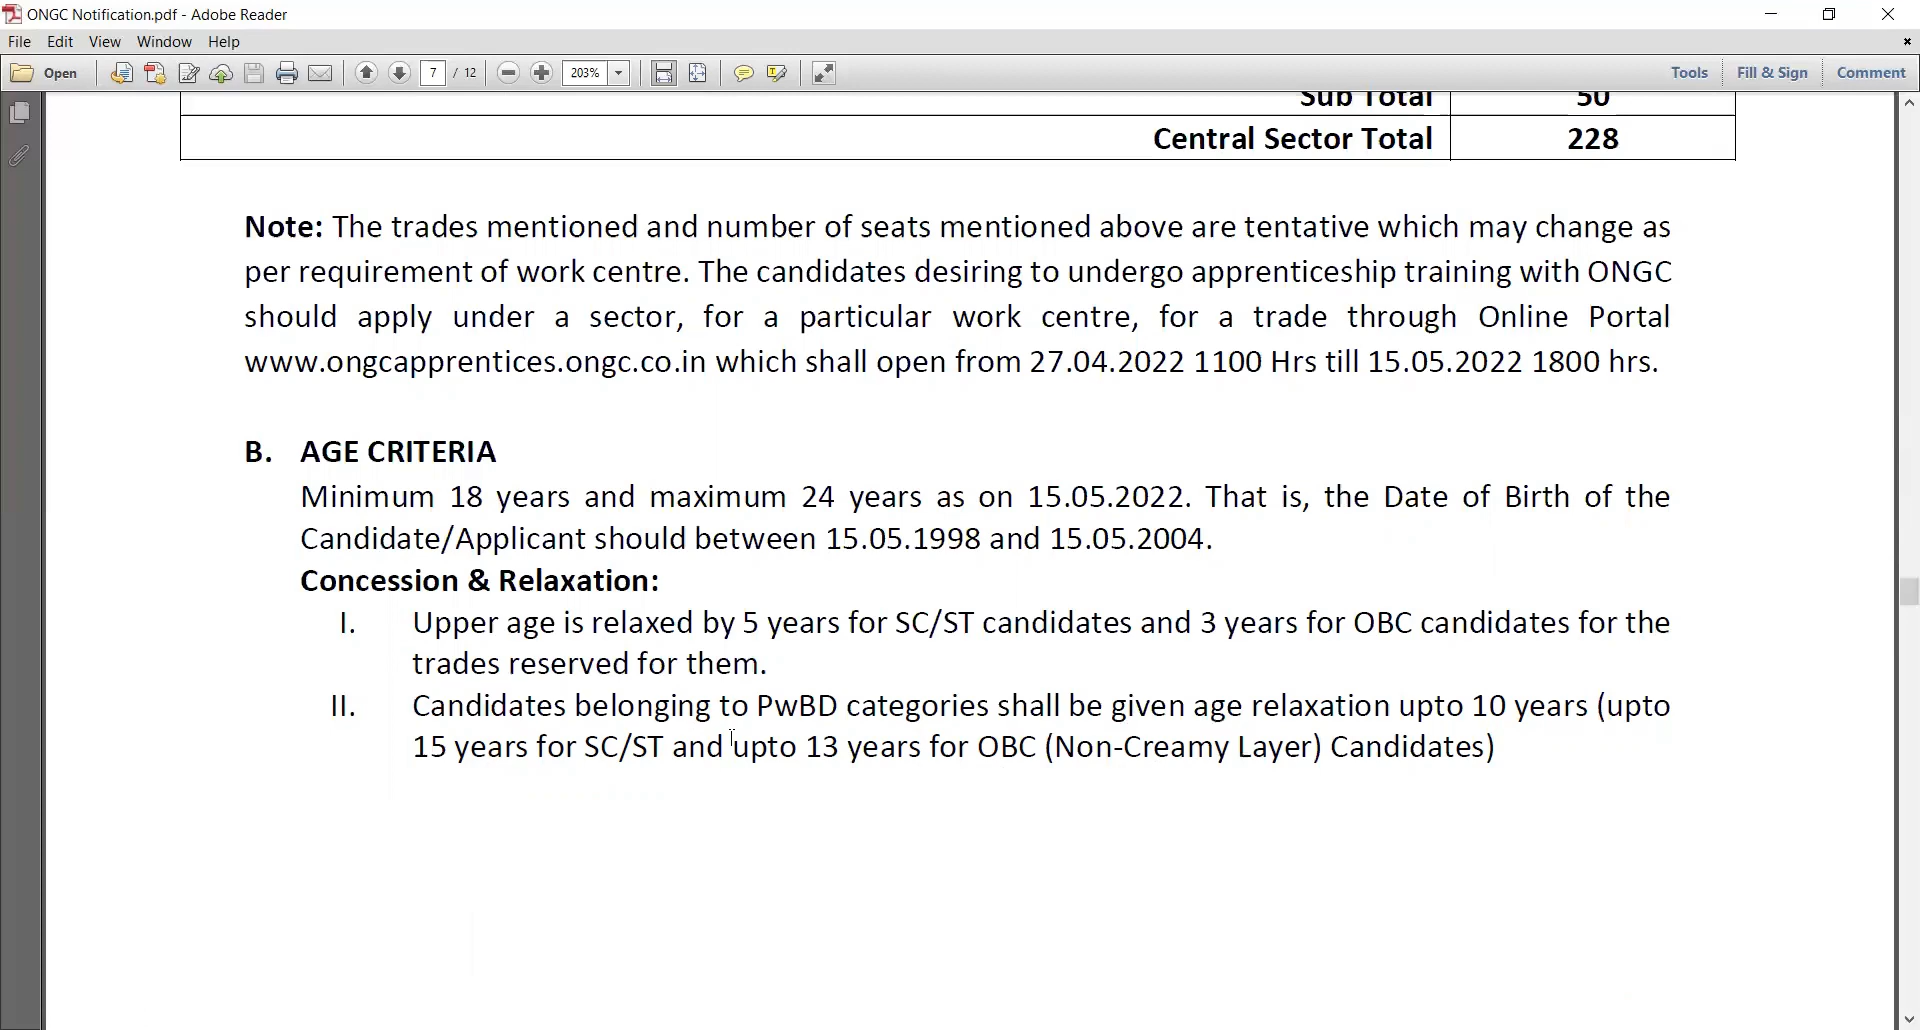 ONGC Notification.pdf - Adobe Reader
File Edit View Window Help
Open 7 / 12 203% Tools Fill & Sign Comment
Sub Total 50
Central Sector Total 228
Note: The trades mentioned and number of seats mentioned above are tentative which may change as
per requirement of work centre. The candidates desiring to undergo apprenticeship training with ONGC
should apply under a sector, for a particular work centre, for a trade through Online Portal
www.ongcapprentices.ongc.co.in which shall open from 27.04.2022 1100 Hrs till 15.05.2022 1800 hrs.
B. AGE CRITERIA
Minimum 18 years and maximum 24 years as on 15.05.2022. That is, the Date of Birth of the
Candidate/Applicant should between 15.05.1998 and 15.05.2004.
Concession & Relaxation:
I. Upper age is relaxed by 5 years for SC/ST candidates and 3 years for OBC candidates for the
trades reserved for them.
II. Candidates belonging to PwBD categories shall be given age relaxation upto 10 years (upto
15 years for SC/ST and upto 13 years for OBC (Non-Creamy Layer) Candidates)